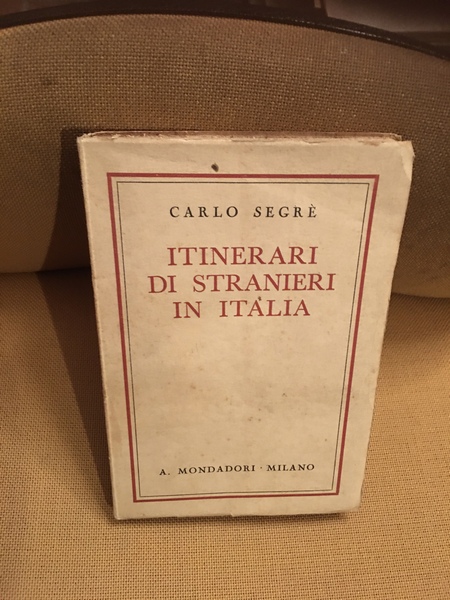 CARLO SEGRÈ
ITINERARI
DI STRANIERI
IN ITALIA
A. MONDADORI · MILANO